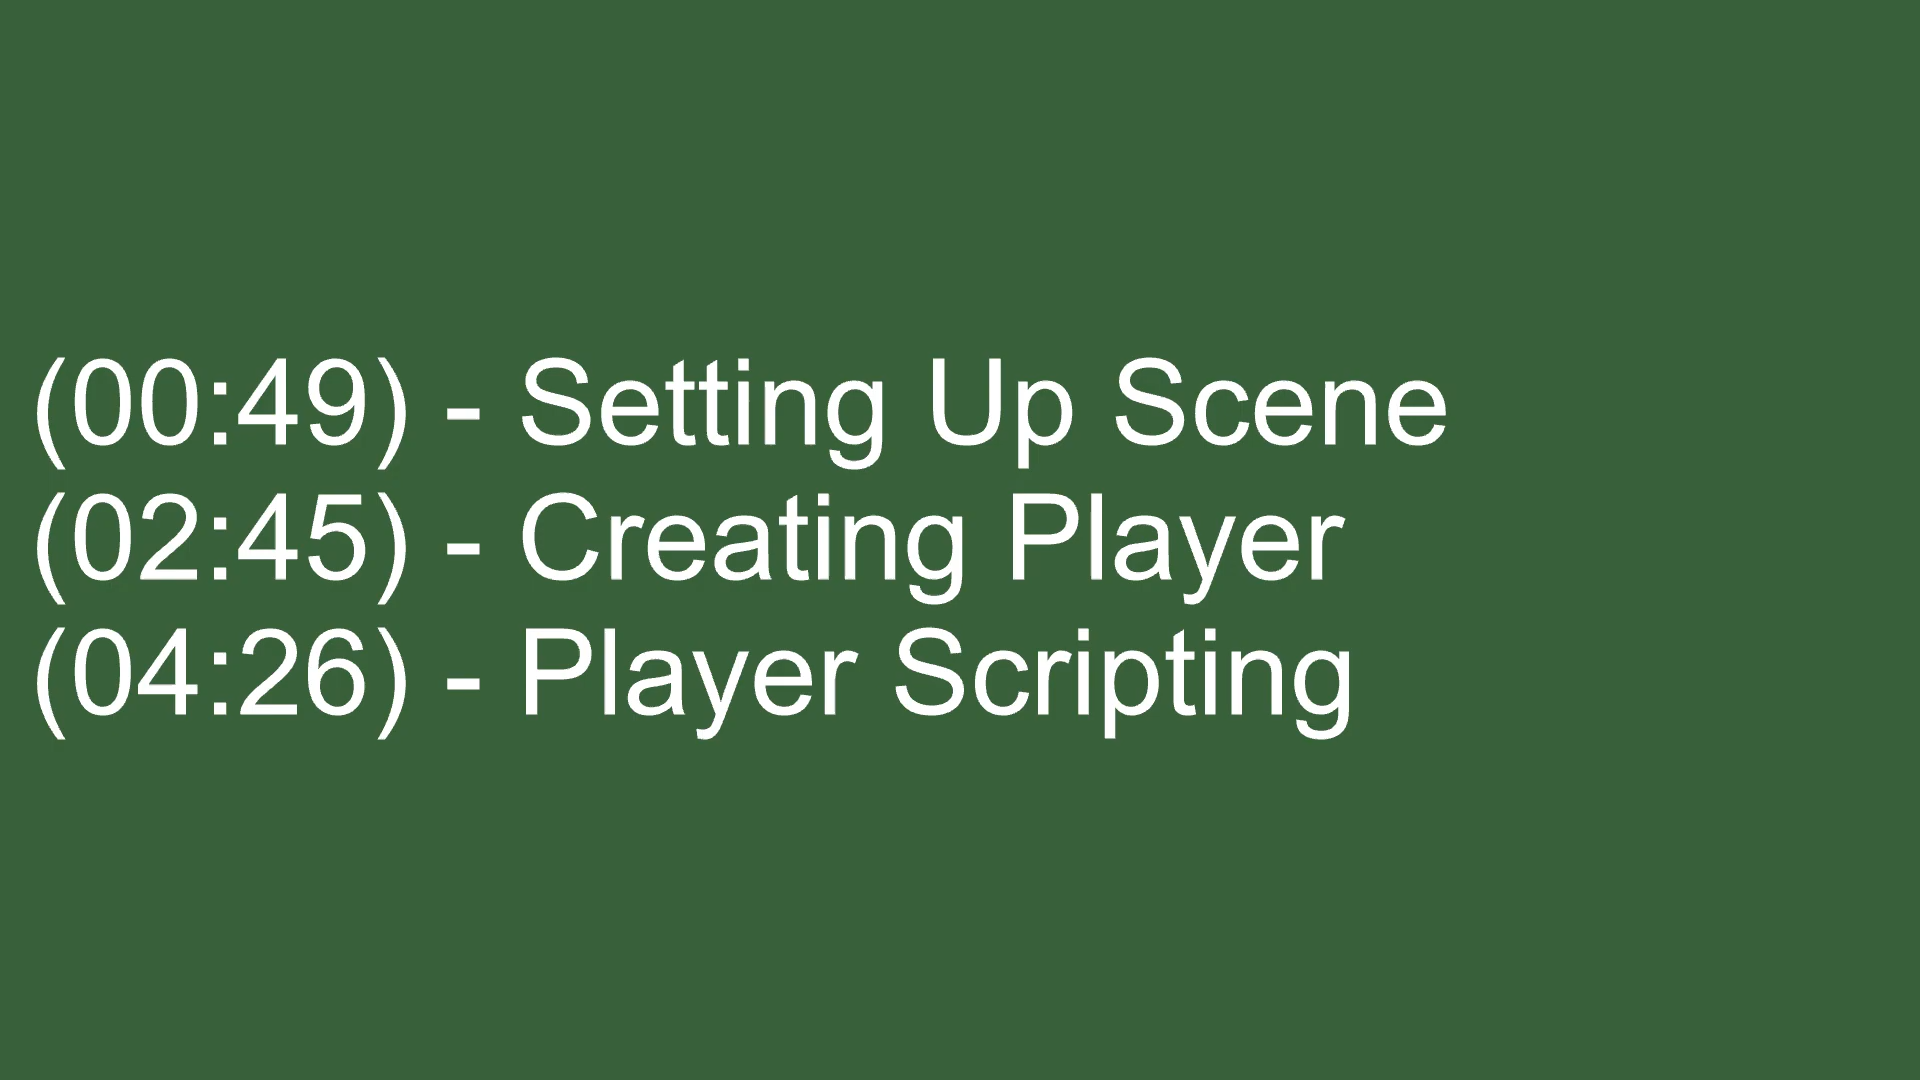 (00:49) - Setting Up Scene
(02:45) - Creating Player
(04:26) - Player Scripting